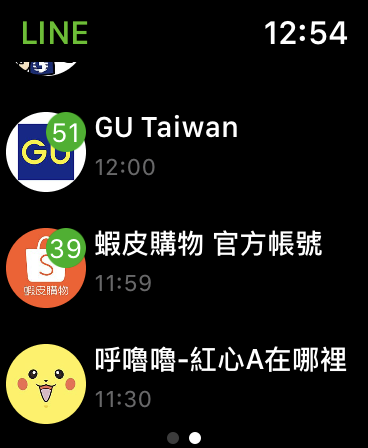 LINE 12:54
51
GU
GU Taiwan
12:00
39
蝦皮購物
蝦皮購物 官方帳號
11:59
呼嚕嚕-紅心A在哪裡
11:30